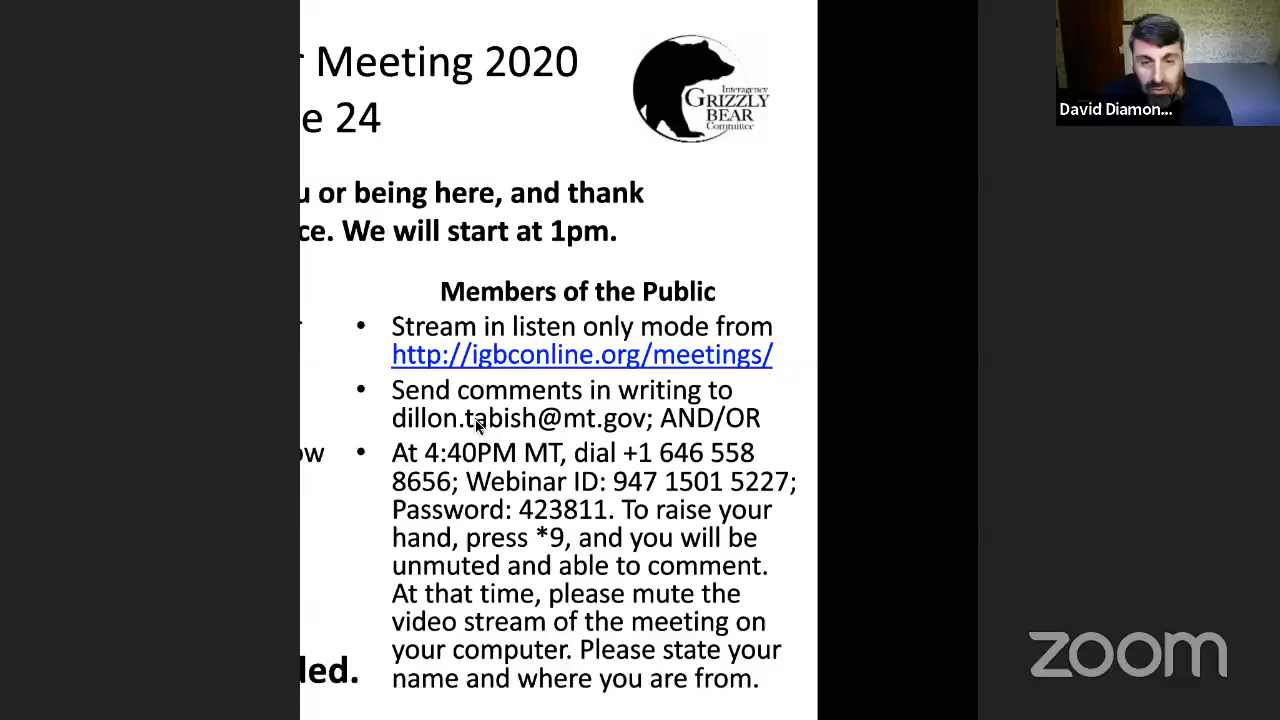 r Meeting 2020
e 24
Interagency
GRIZZLY
BEAR
Committee
David Diamon...
u or being here, and thank
ce. We will start at 1pm.
Members of the Public
• Stream in listen only mode from
http://igbconline.org/meetings/
• Send comments in writing to
dillon.tabish@mt.gov; AND/OR
ow
• At 4:40PM MT, dial +1 646 558
8656; Webinar ID: 947 1501 5227;
Password: 423811. To raise your
hand, press *9, and you will be
unmuted and able to comment.
At that time, please mute the
video stream of the meeting on
your computer. Please state your
name and where you are from.
ded.
zoom